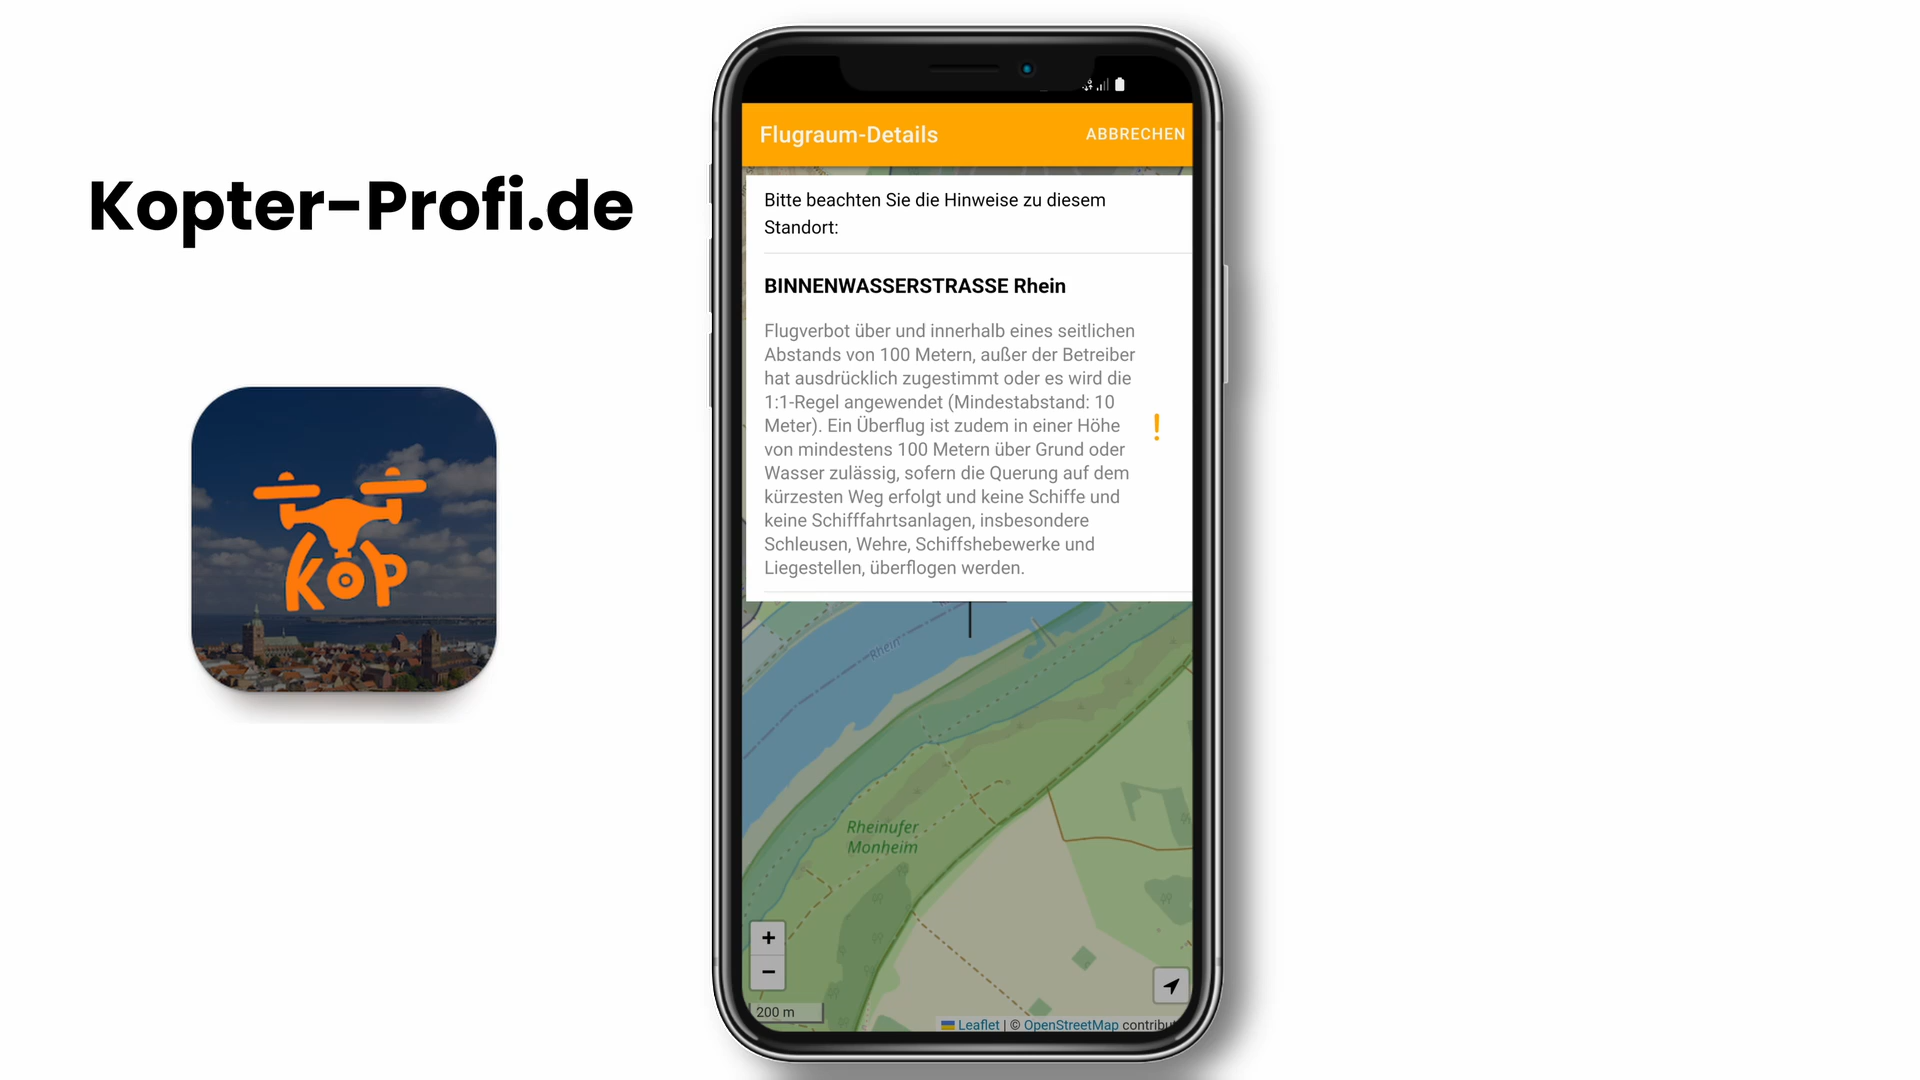 Kopter-Profi.de
KOP
Flugraum-Details
ABBRECHEN
Bitte beachten Sie die Hinweise zu diesem
Standort:
BINNENWASSERSTRASSE Rhein
Flugverbot über und innerhalb eines seitlichen
Abstands von 100 Metern, außer der Betreiber
hat ausdrücklich zugestimmt oder es wird die
1:1-Regel angewendet (Mindestabstand: 10
Meter). Ein Überflug ist zudem in einer Höhe
von mindestens 100 Metern über Grund oder
Wasser zulässig, sofern die Querung auf dem
kürzesten Weg erfolgt und keine Schiffe und
keine Schifffahrtsanlagen, insbesondere
Schleusen, Wehre, Schiffshebewerke und
Liegestellen, überflogen werden.
!
Rhein
Rheinufer
Monheim
+
−
200 m
Leaflet | © OpenStreetMap contribut